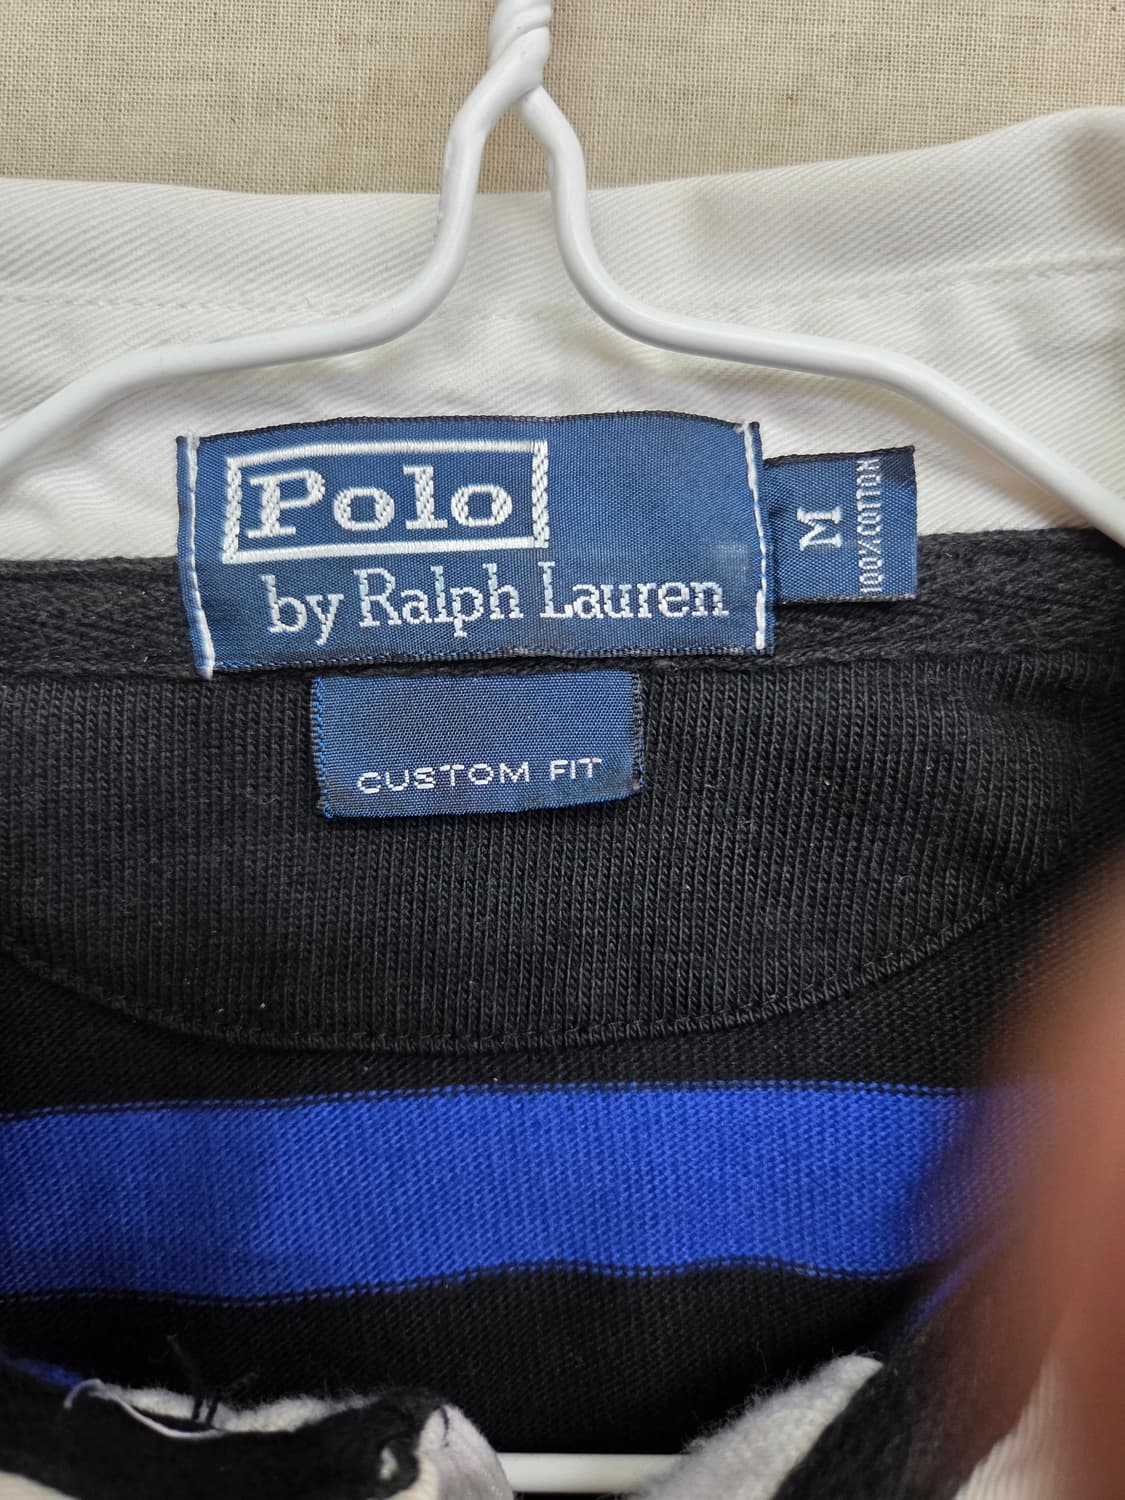 Polo
by Ralph Lauren
M
100% COTTON
CUSTOM FIT